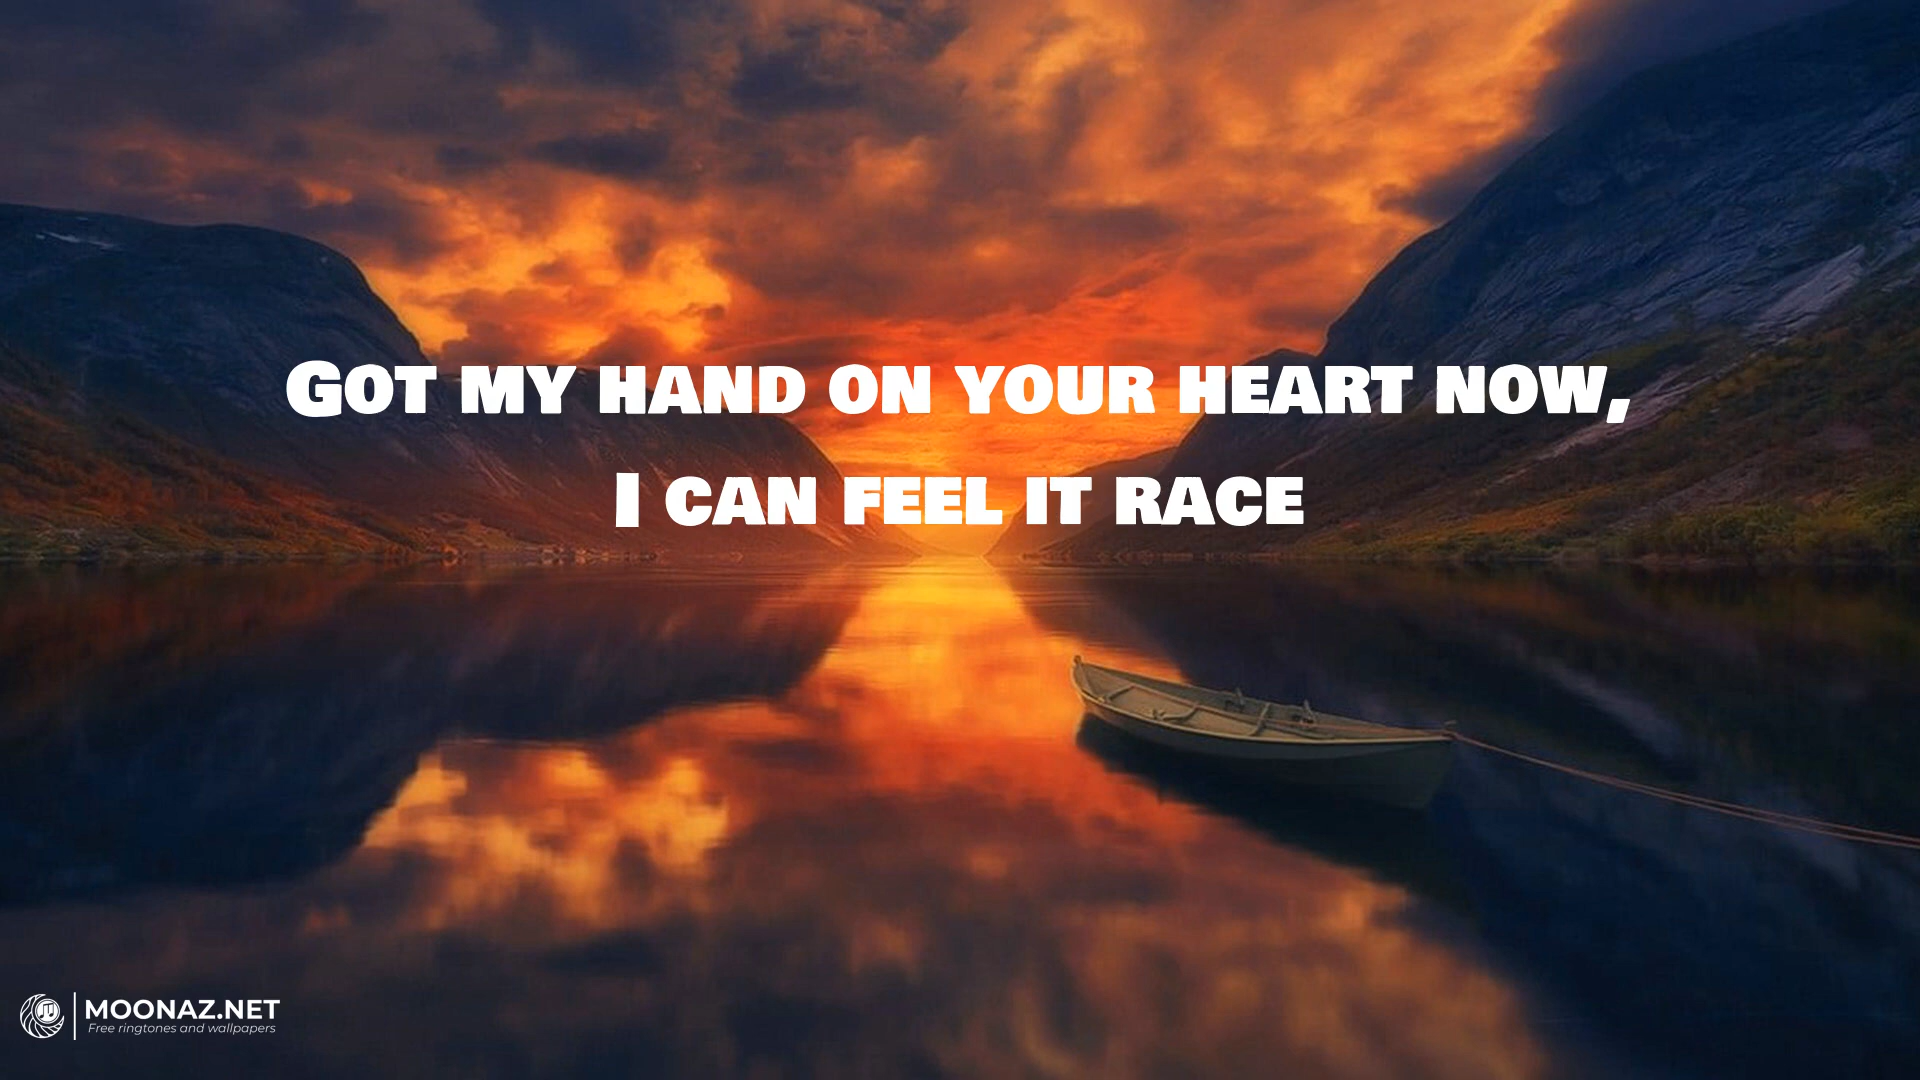 Got my hand on your heart now,
I can feel it race
MOONAZ.NET
Free ringtones and wallpapers